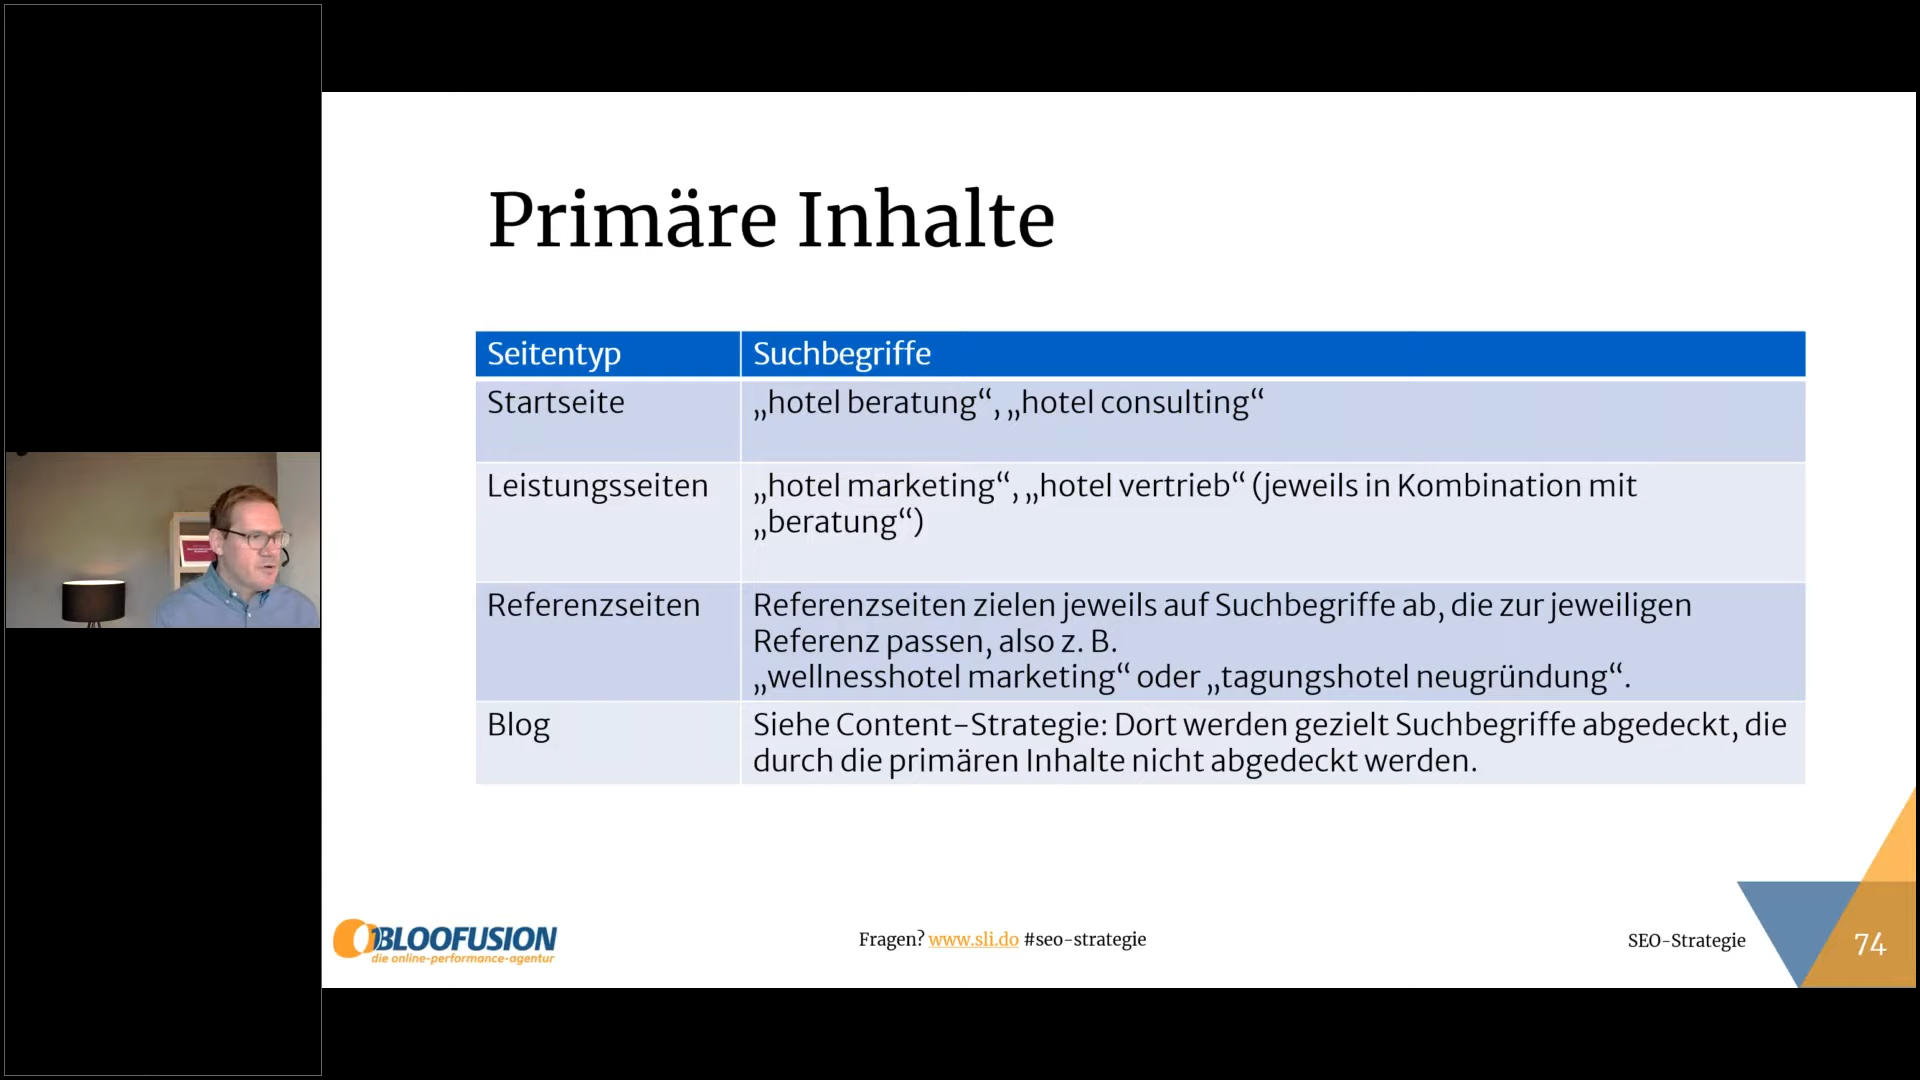 Primäre Inhalte
Seitentyp
Suchbegriffe
Startseite
„hotel beratung“, „hotel consulting“
Leistungsseiten
„hotel marketing“, „hotel vertrieb“ (jeweils in Kombination mit
„beratung“)
Referenzseiten
Referenzseiten zielen jeweils auf Suchbegriffe ab, die zur jeweiligen
Referenz passen, also z. B.
„wellnesshotel marketing“ oder „tagungshotel neugründung“.
Blog
Siehe Content-Strategie: Dort werden gezielt Suchbegriffe abgedeckt, die
durch die primären Inhalte nicht abgedeckt werden.
BLOOFUSION
die online-performance-agentur
Fragen? www.sli.do #seo-strategie
SEO-Strategie
74